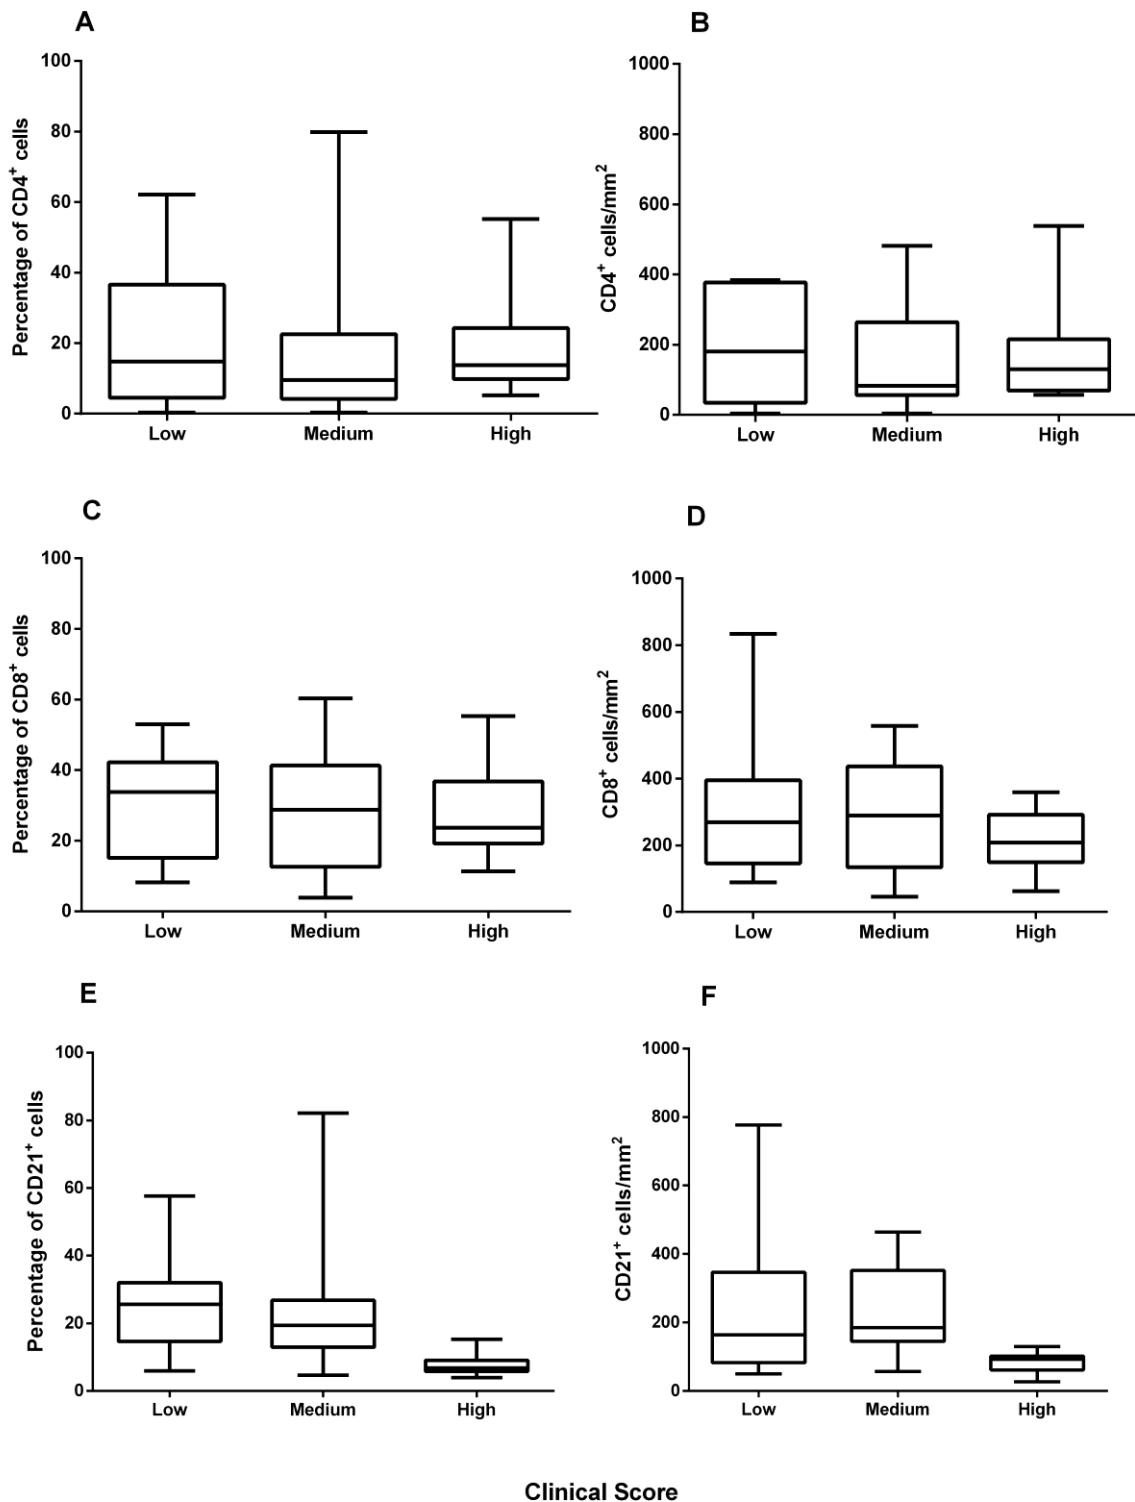 A
Percentage of CD4⁺ cells
100
80
60
40
20
0
Low Medium High
B
CD4⁺ cells/mm²
1000
800
600
400
200
0
Low Medium High
C
Percentage of CD8⁺ cells
100
80
60
40
20
0
Low Medium High
D
CD8⁺ cells/mm²
1000
800
600
400
200
0
Low Medium High
E
Percentage of CD21⁺ cells
100
80
60
40
20
0
Low Medium High
F
CD21⁺ cells/mm²
1000
800
600
400
200
0
Low Medium High
Clinical Score